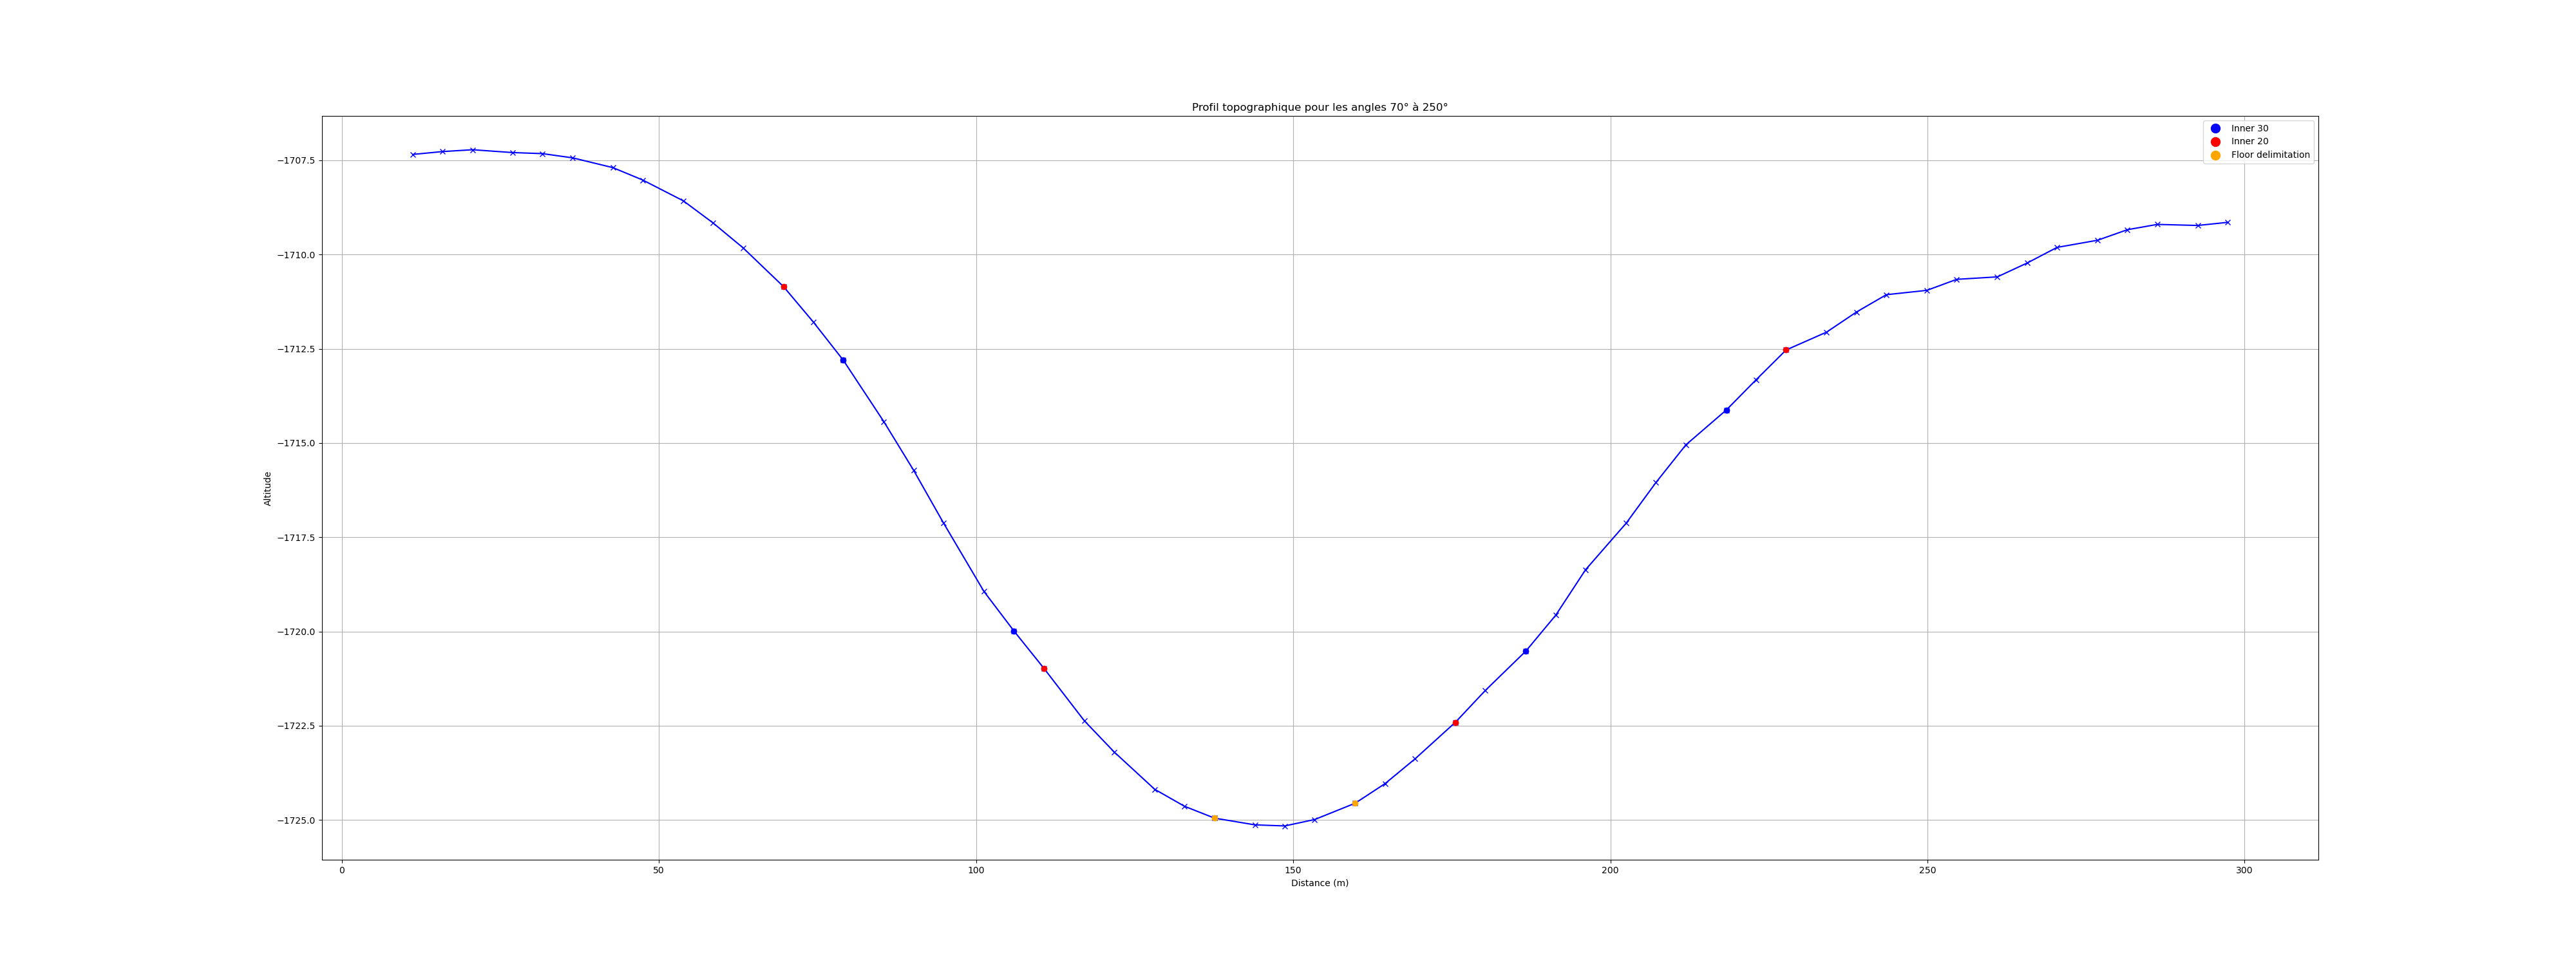 Profil topographique pour les angles 70° à 250°
Inner 30
Inner 20
Floor delimitation
−1707.5
−1710.0
−1712.5
−1715.0
−1717.5
−1720.0
−1722.5
−1725.0
Altitude
0 50 100 150 200 250 300
Distance (m)